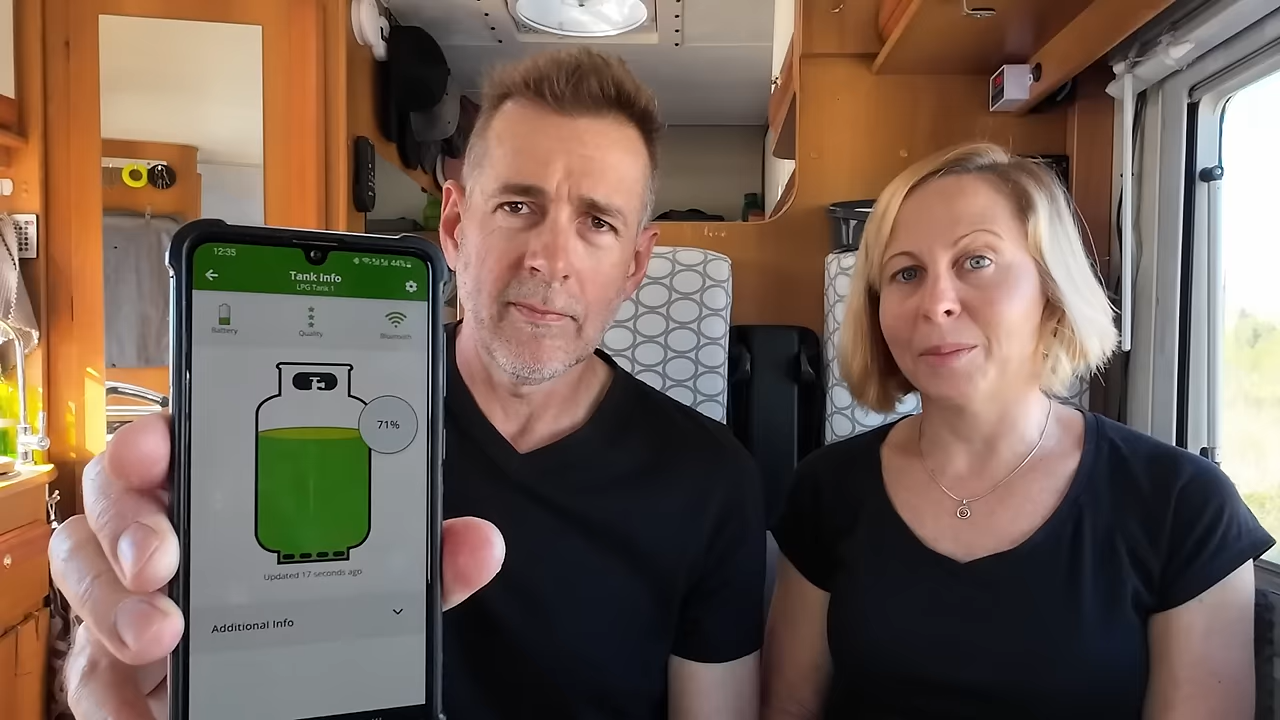 12:35
44%
Tank Info
LPG Tank 1
Battery
Quality
Bluetooth
71%
Updated 17 seconds ago
Additional Info